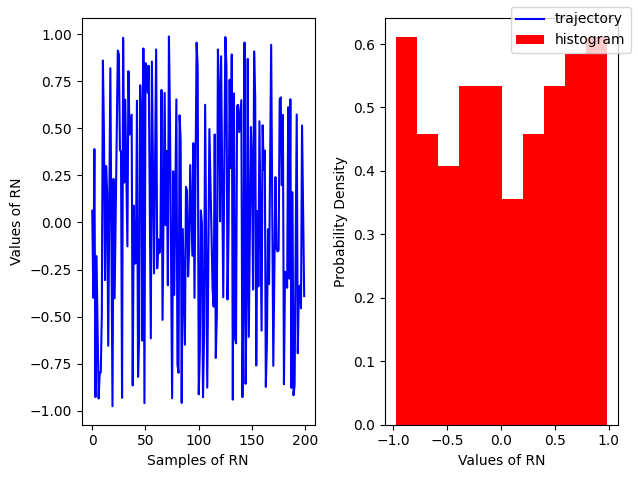 trajectory
histogram
1.00
0.75
0.50
0.25
0.00
−0.25
−0.50
−0.75
−1.00
Values of RN
0 50 100 150 200
Samples of RN
0.6
0.5
0.4
0.3
0.2
0.1
0.0
Probability Density
−1.0 −0.5 0.0 0.5 1.0
Values of RN